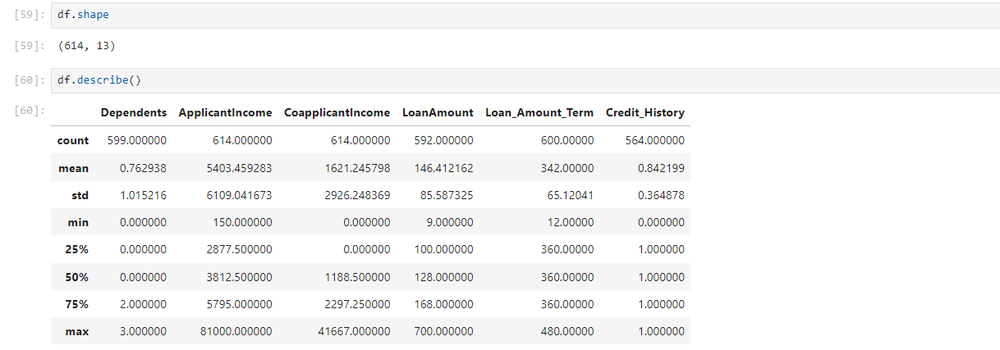 [59]: df.shape
[59]: (614, 13)
[60]: df.describe()
[60]:
Dependents ApplicantIncome CoapplicantIncome LoanAmount Loan_Amount_Term Credit_History
count 599.000000 614.000000 614.000000 592.000000 600.00000 564.000000
mean 0.762938 5403.459283 1621.245798 146.412162 342.00000 0.842199
std 1.015216 6109.041673 2926.248369 85.587325 65.12041 0.364878
min 0.000000 150.000000 0.000000 9.000000 12.00000 0.000000
25% 0.000000 2877.500000 0.000000 100.000000 360.00000 1.000000
50% 0.000000 3812.500000 1188.500000 128.000000 360.00000 1.000000
75% 2.000000 5795.000000 2297.250000 168.000000 360.00000 1.000000
max 3.000000 81000.000000 41667.000000 700.000000 480.00000 1.000000